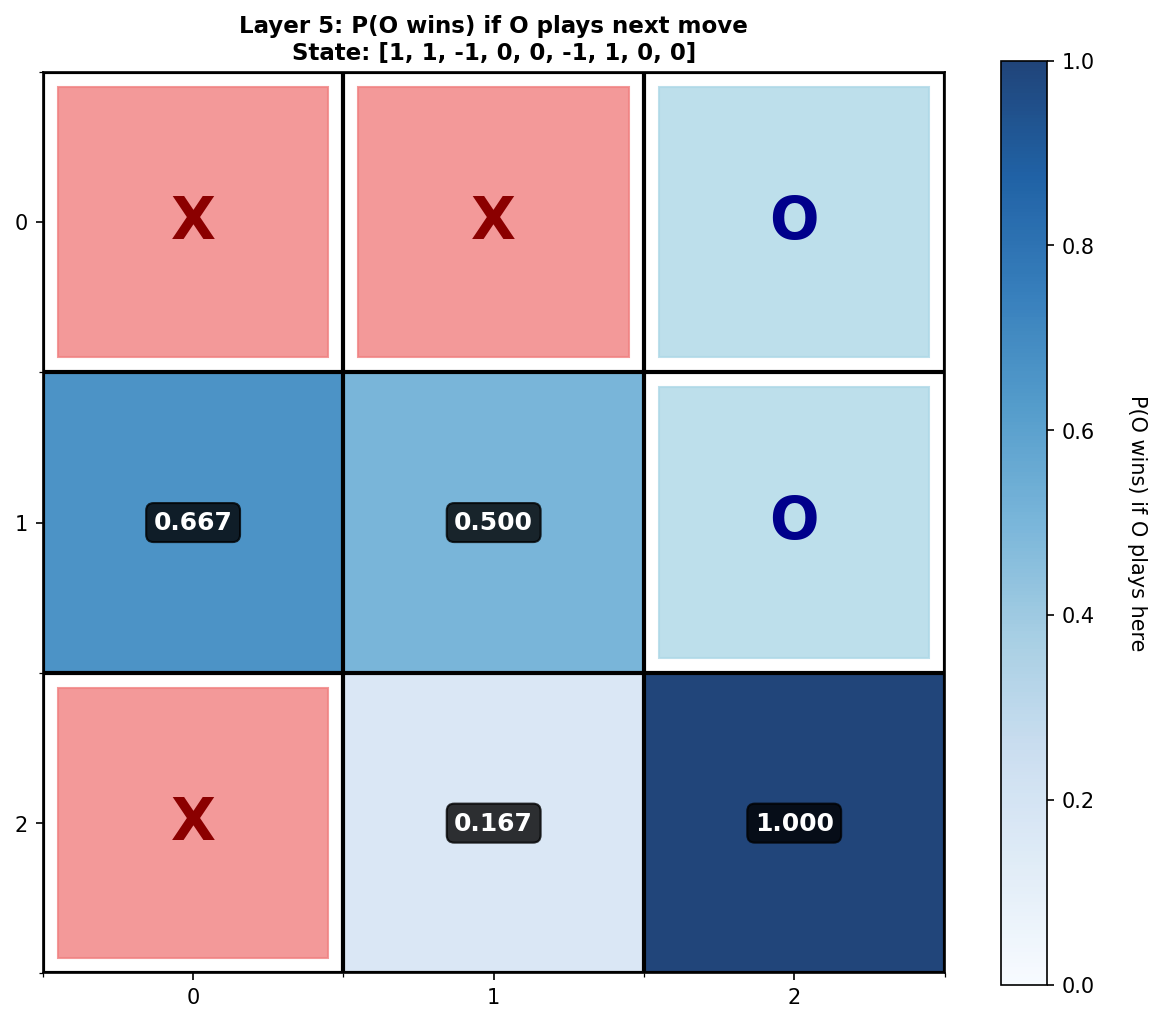 Layer 5: P(O wins) if O plays next move
State: [1, 1, -1, 0, 0, -1, 1, 0, 0]
1.0
0.8
0.6
0.4
0.2
0.0
P(O wins) if O plays here
0
X
X
O
1
0.667
0.500
O
2
X
0.167
1.000
0
1
2